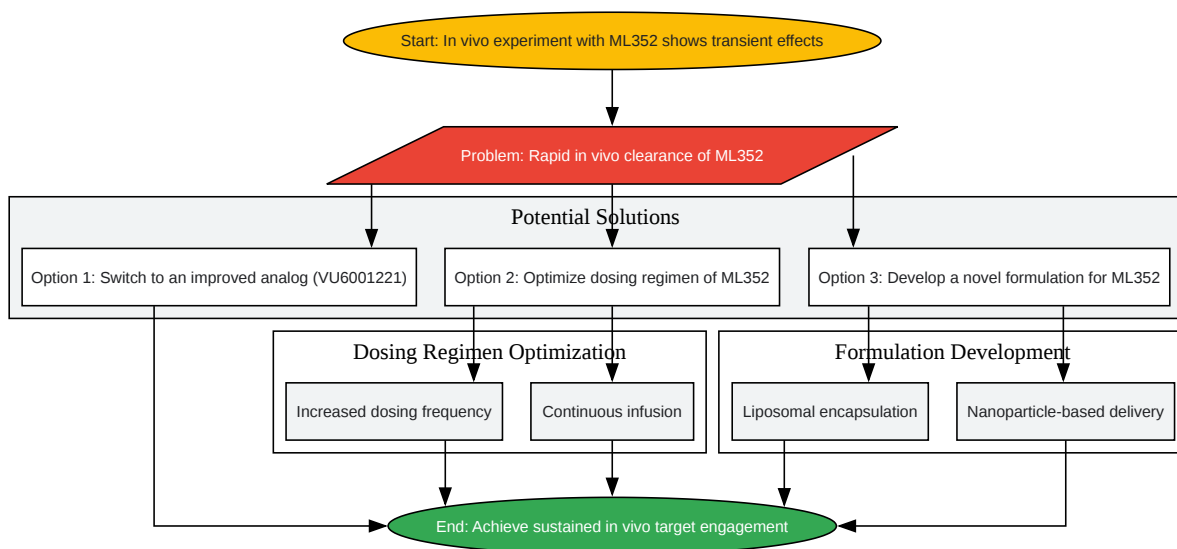 Start: In vivo experiment with ML352 shows transient effects
Problem: Rapid in vivo clearance of ML352
Potential Solutions
Option 1: Switch to an improved analog (VU6001221)
Option 2: Optimize dosing regimen of ML352
Option 3: Develop a novel formulation for ML352
Dosing Regimen Optimization
Formulation Development
Increased dosing frequency
Continuous infusion
Liposomal encapsulation
Nanoparticle-based delivery
End: Achieve sustained in vivo target engagement